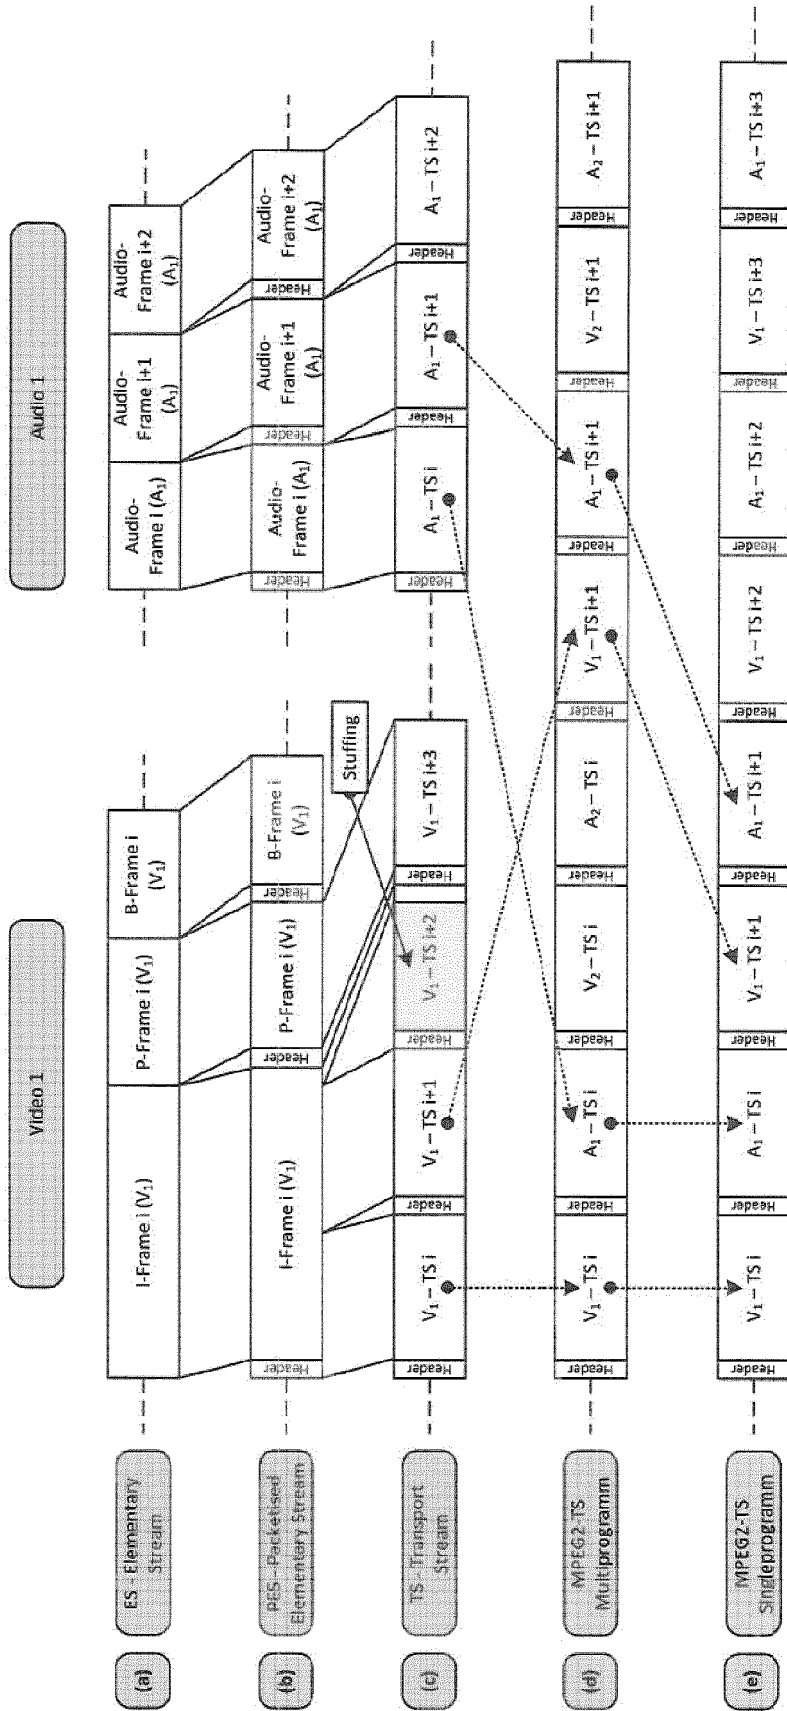 Video 1
Audio 1
(a)
ES - Elementary
Stream
I-Frame i (V₁)
P-Frame i (V₁)
B-Frame i
(V₁)
Audio-
Frame i (A₁)
Audio-
Frame i+1
(A₁)
Audio-
Frame i+2
(A₁)
(b)
PES - Packetised
Elementary Stream
Header
I-Frame i (V₁)
Header
P-Frame i (V₁)
Header
B-Frame i
(V₁)
Header
Audio-
Frame i (A₁)
Header
Audio-
Frame i+1
(A₁)
Header
Audio-
Frame i+2
(A₁)
Stuffing
(c)
TS - Transport
Stream
Header
V₁ – TS i
Header
V₁ – TS i+1
Header
V₁ – TS i+2
Header
V₁ – TS i+3
Header
A₁ – TS i
Header
A₁ – TS i+1
Header
A₁ – TS i+2
(d)
MPEG2-TS
Multiprogramm
Header
V₁ – TS i
Header
A₁ – TS i
Header
V₂ – TS i
Header
A₂ – TS i
Header
V₁ – TS i+1
Header
A₁ – TS i+1
Header
V₂ – TS i+1
Header
A₂ – TS i+1
(e)
MPEG2-TS
Singleprogramm
Header
V₁ – TS i
Header
A₁ – TS i
Header
V₁ – TS i+1
Header
A₁ – TS i+1
Header
V₁ – TS i+2
Header
A₁ – TS i+2
Header
V₁ – TS i+3
Header
A₁ – TS i+3